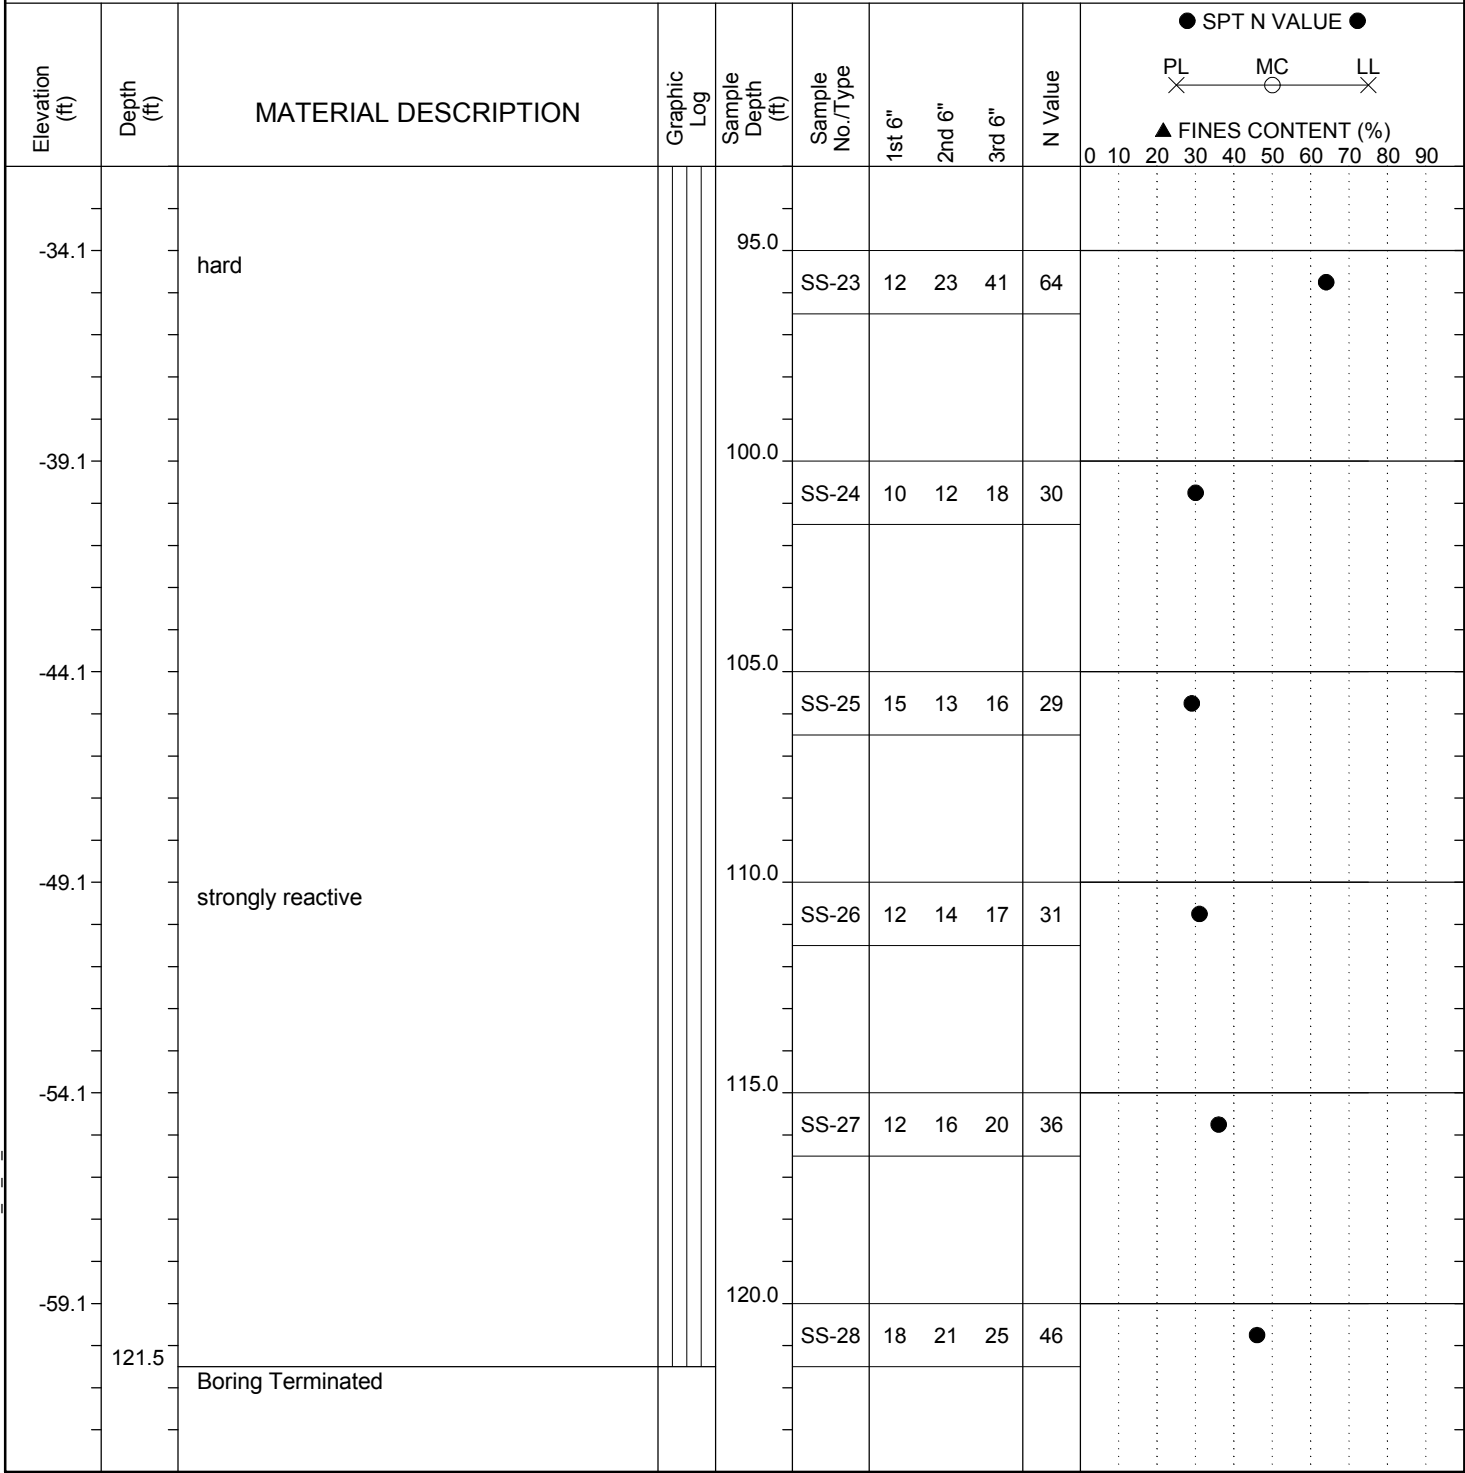 ● SPT N VALUE ●
PL MC LL
▲ FINES CONTENT (%)
0 10 20 30 40 50 60 70 80 90
Elevation (ft)
Depth (ft)
MATERIAL DESCRIPTION
Graphic Log
Sample Depth (ft)
Sample No./Type
1st 6"
2nd 6"
3rd 6"
N Value
-34.1 95.0
hard
SS-23 12 23 41 64
-39.1 100.0
SS-24 10 12 18 30
-44.1 105.0
SS-25 15 13 16 29
-49.1 110.0
strongly reactive
SS-26 12 14 17 31
-54.1 115.0
SS-27 12 16 20 36
-59.1 120.0
SS-28 18 21 25 46
121.5
Boring Terminated